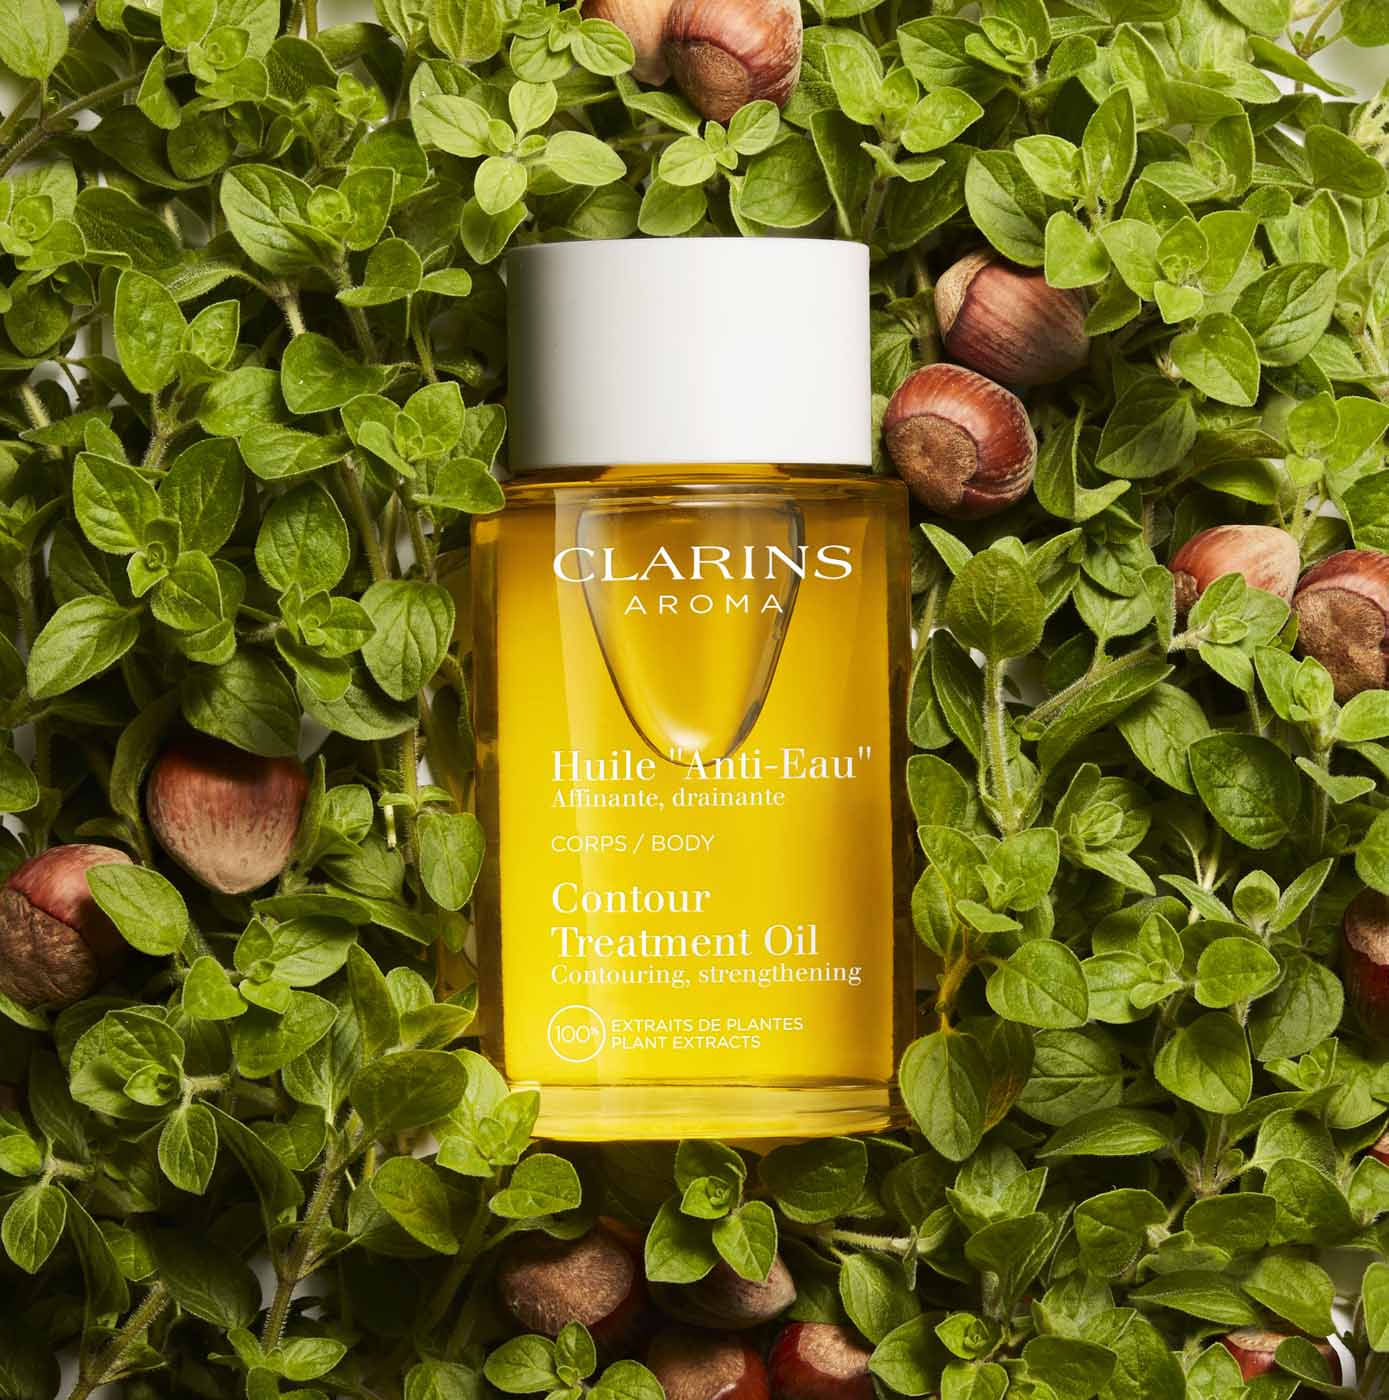 CLARINS
AROMA
Huile "Anti-Eau"
Affinante, drainante
CORPS / BODY
Contour
Treatment Oil
Contouring, strengthening
100% EXTRAITS DE PLANTES
PLANT EXTRACTS